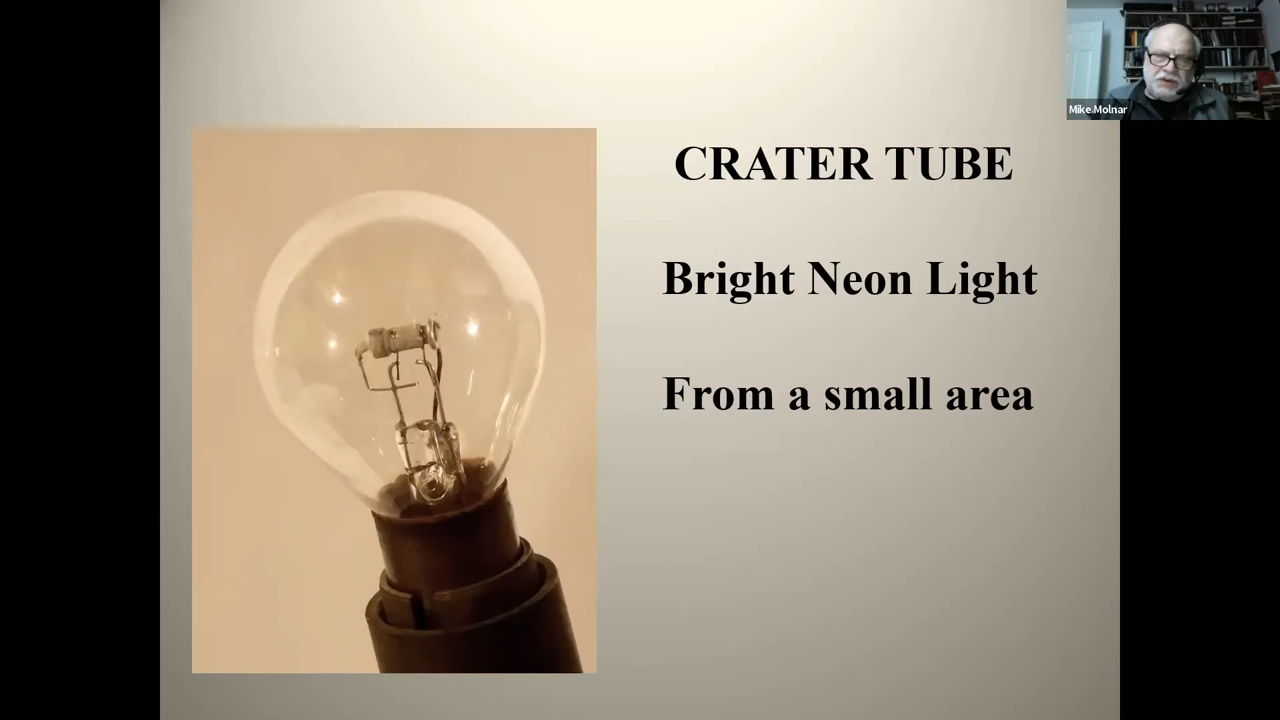 Mike Molnar
CRATER TUBE
Bright Neon Light
From a small area